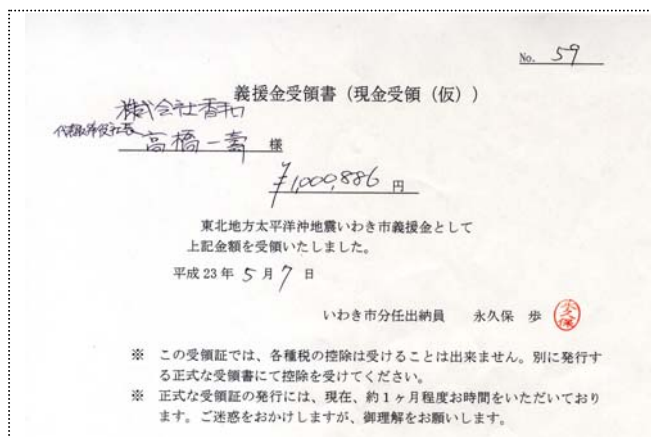 No. 59
義援金受領書（現金受領（仮））
株式会社香和
代表取締役社長
高橋一壽 様
¥1,000,886 円
東北地方太平洋沖地震いわき市義援金として
上記金額を受領いたしました。
平成23年 5月 7日
いわき市分任出納員 永久保 歩 永久保
※ この受領証では、各種税の控除は受けることは出来ません。別に発行す
る正式な受領書にて控除を受けてください。
※ 正式な受領証の発行には、現在、約１ヶ月程度お時間をいただいており
ます。ご迷惑をおかけしますが、御理解をお願いします。